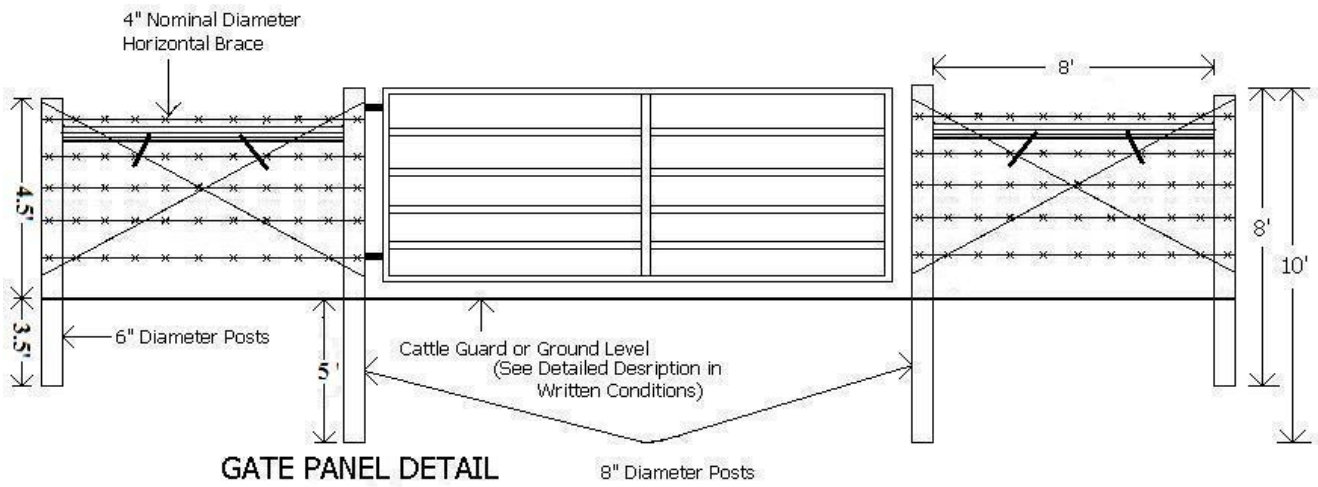 4" Nominal Diameter
Horizontal Brace
8'
4.5'
8'
10'
3.5'
6" Diameter Posts
5'
Cattle Guard or Ground Level
(See Detailed Desription in
Written Conditions)
GATE PANEL DETAIL
8" Diameter Posts